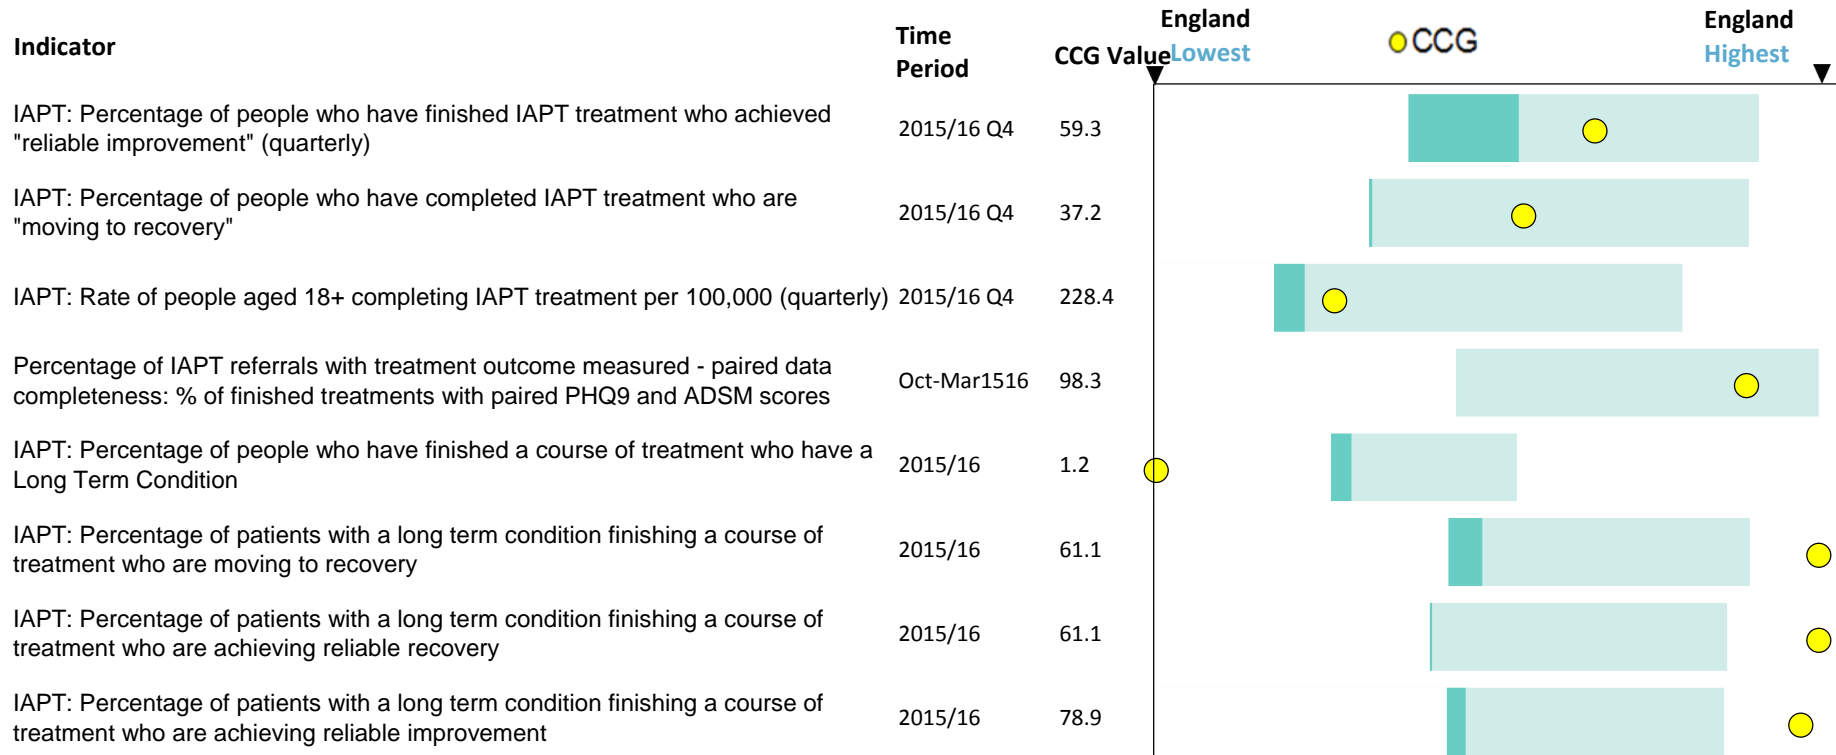 Indicator
Time Period
CCG Value
England Lowest
CCG
England Highest
IAPT: Percentage of people who have finished IAPT treatment who achieved
"reliable improvement" (quarterly)
2015/16 Q4
59.3
IAPT: Percentage of people who have completed IAPT treatment who are
"moving to recovery"
2015/16 Q4
37.2
IAPT: Rate of people aged 18+ completing IAPT treatment per 100,000 (quarterly)
2015/16 Q4
228.4
Percentage of IAPT referrals with treatment outcome measured - paired data
completeness: % of finished treatments with paired PHQ9 and ADSM scores
Oct-Mar1516
98.3
IAPT: Percentage of people who have finished a course of treatment who have a
Long Term Condition
2015/16
1.2
IAPT: Percentage of patients with a long term condition finishing a course of
treatment who are moving to recovery
2015/16
61.1
IAPT: Percentage of patients with a long term condition finishing a course of
treatment who are achieving reliable recovery
2015/16
61.1
IAPT: Percentage of patients with a long term condition finishing a course of
treatment who are achieving reliable improvement
2015/16
78.9